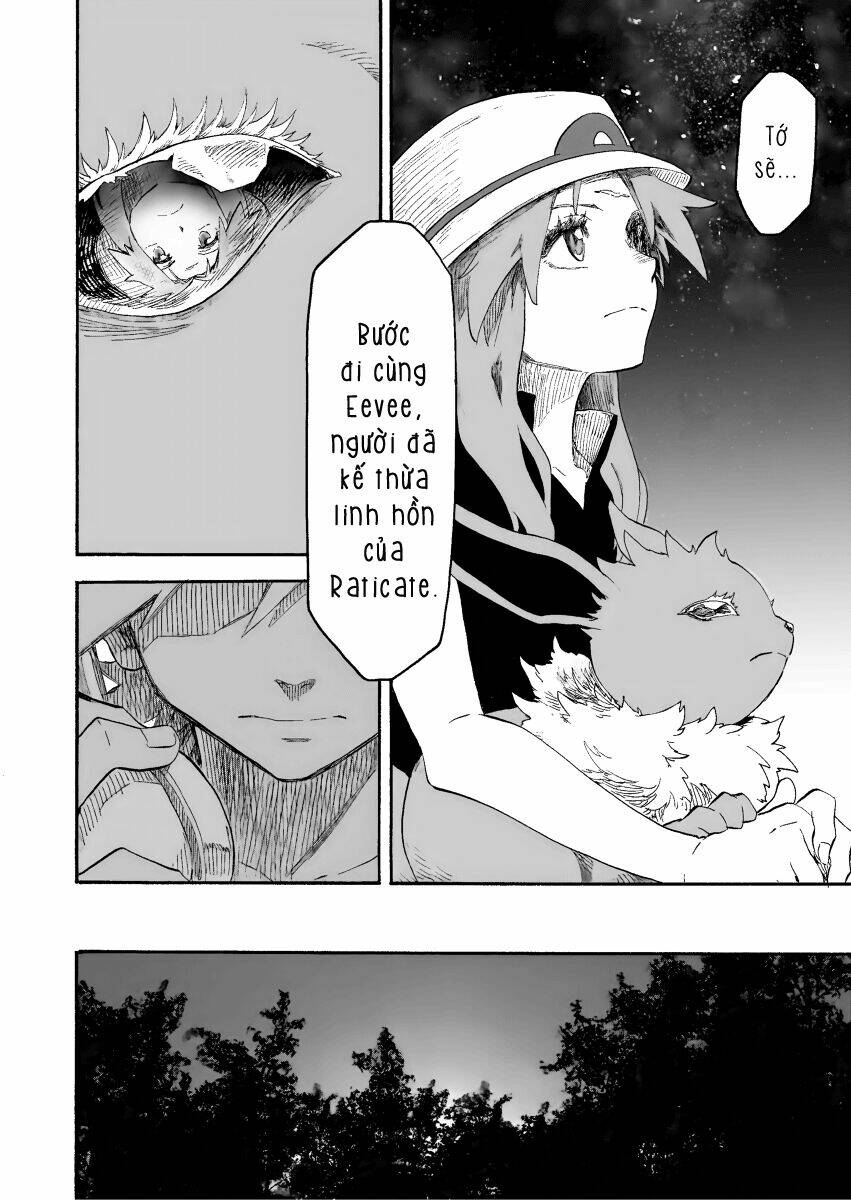 Tớ
sẽ...
Bước
đi cùng
Eevee,
người đã
kế thừa
linh hồn
của
Raticate.